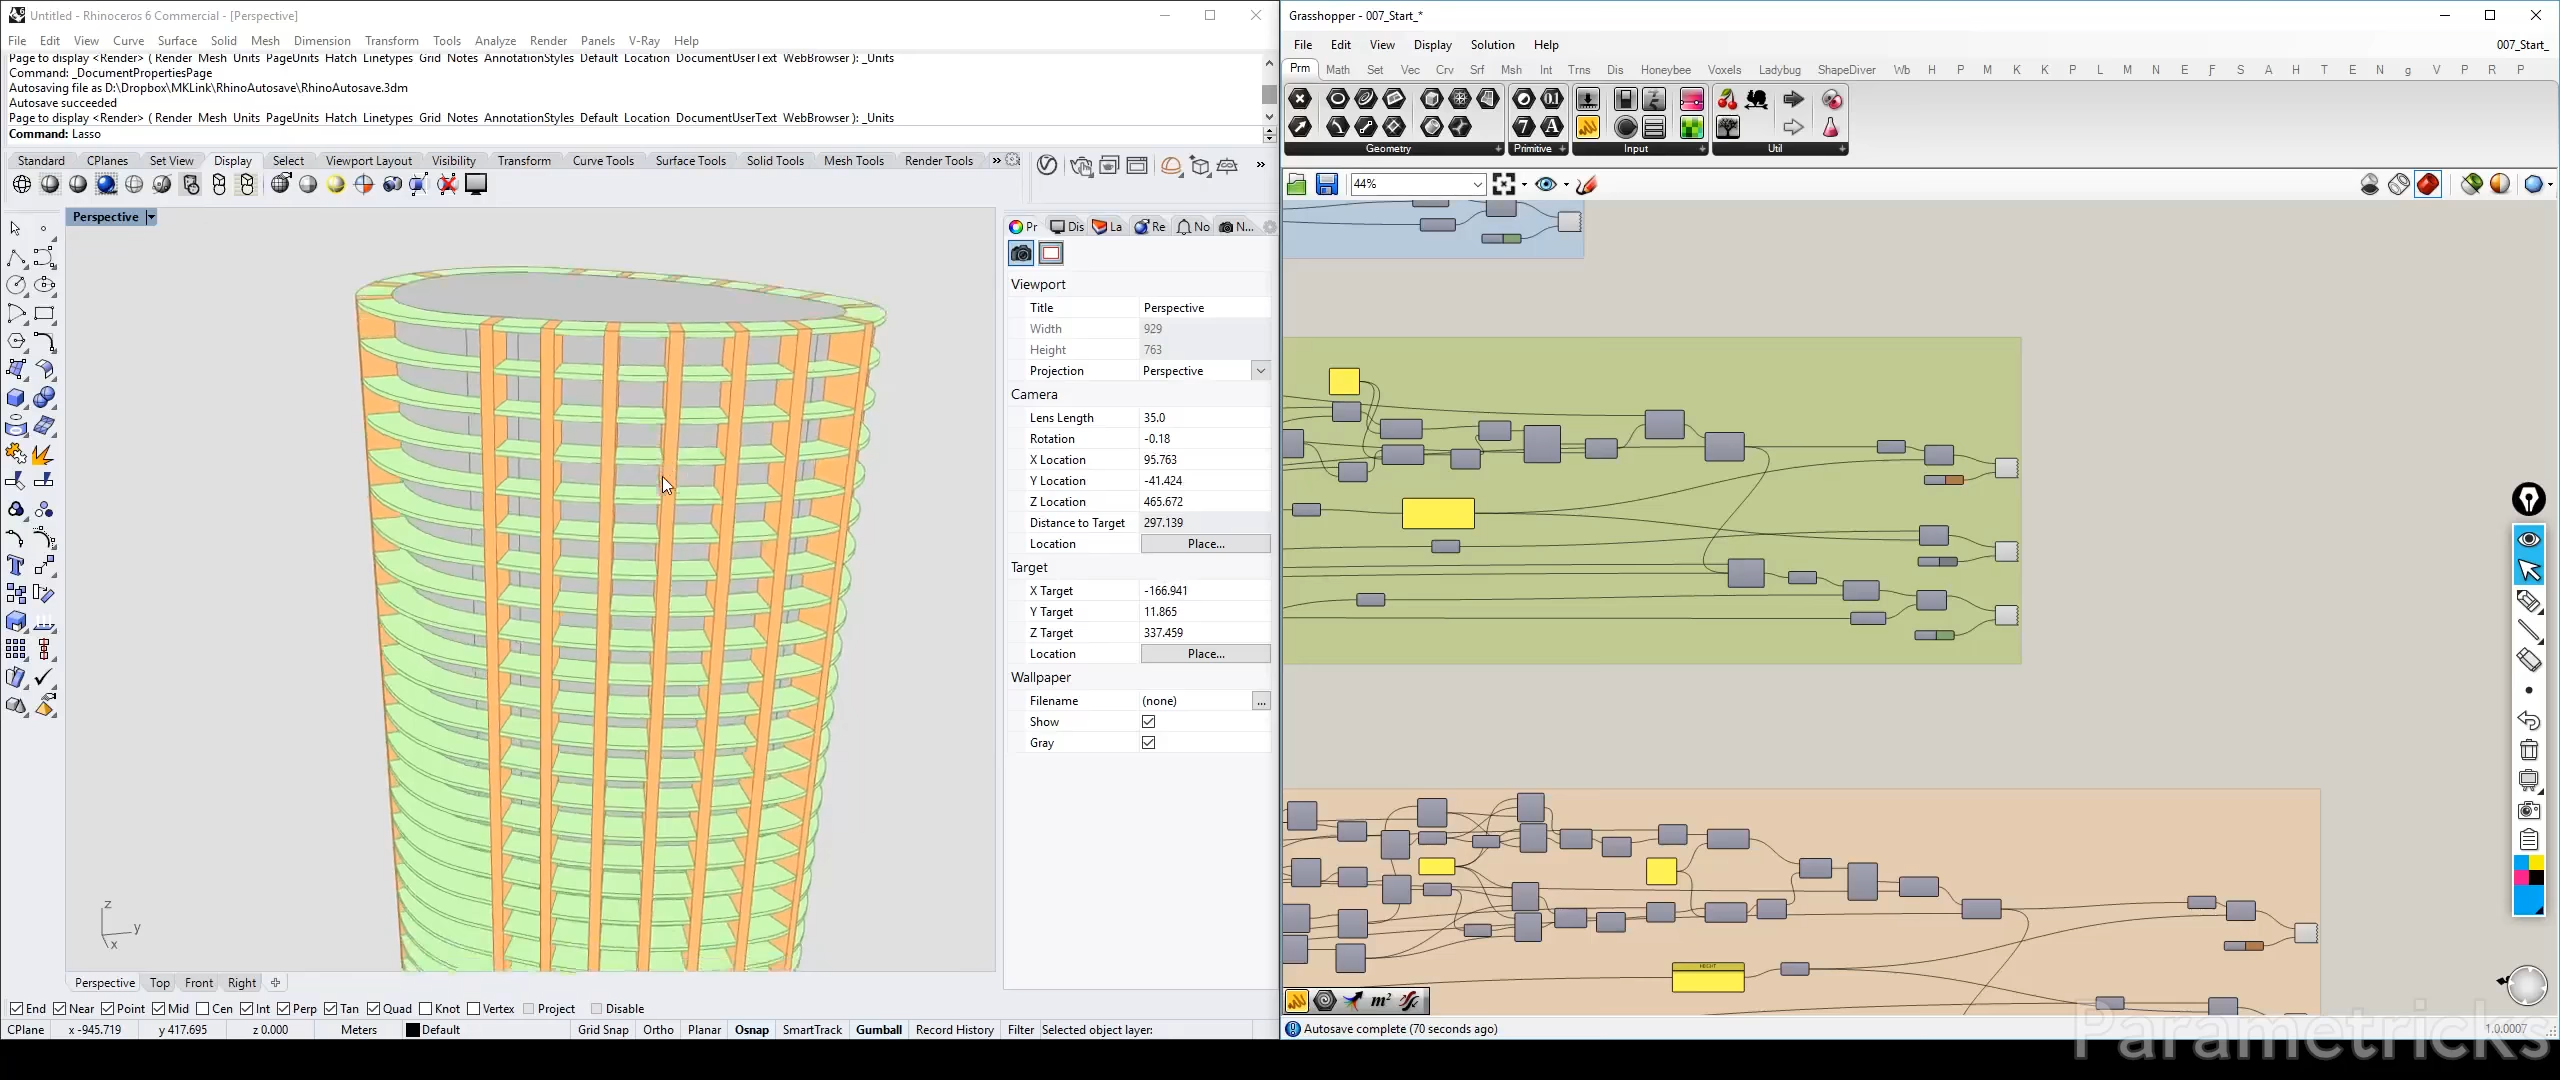 Untitled - Rhinoceros 6 Commercial - [Perspective]
File Edit View Curve Surface Solid Mesh Dimension Transform Tools Analyze Render Panels V-Ray Help
Page to display <Render> ( Render Mesh Units PageUnits Hatch Linetypes Grid Notes AnnotationStyles Default Location DocumentUserText WebBrowser ): _Units
Command: _DocumentPropertiesPage
Autosaving file as D:\Dropbox\MKLink\RhinoAutosave\RhinoAutosave.3dm
Autosave succeeded
Page to display <Render> ( Render Mesh Units PageUnits Hatch Linetypes Grid Notes AnnotationStyles Default Location DocumentUserText WebBrowser ): _Units
Command: Lasso
Standard CPlanes Set View Display Select Viewport Layout Visibility Transform Curve Tools Surface Tools Solid Tools Mesh Tools Render Tools »
Perspective
Pr Dis La Re No N...
Viewport
Title Perspective
Width 929
Height 763
Projection Perspective
Camera
Lens Length 35.0
Rotation -0.18
X Location 95.763
Y Location -41.424
Z Location 465.672
Distance to Target 297.139
Location Place...
Target
X Target -166.941
Y Target 11.865
Z Target 337.459
Location Place...
Wallpaper
Filename (none) ...
Show
Gray
z
y
x
Perspective Top Front Right
End Near Point Mid Cen Int Perp Tan Quad Knot Vertex Project Disable
CPlane x -945.719 y 417.695 z 0.000 Meters Default Grid Snap Ortho Planar Osnap SmartTrack Gumball Record History Filter Selected object layer:
Grasshopper - 007_Start_*
File Edit View Display Solution Help 007_Start_
Prm Math Set Vec Crv Srf Msh Int Trns Dis Honeybee Voxels Ladybug ShapeDiver Wb H P M K K P L M N E F S A H T E N g V P R P
Geometry Primitive Input Util
44%
m²
Autosave complete (70 seconds ago)
1.0.0007
Parametricks